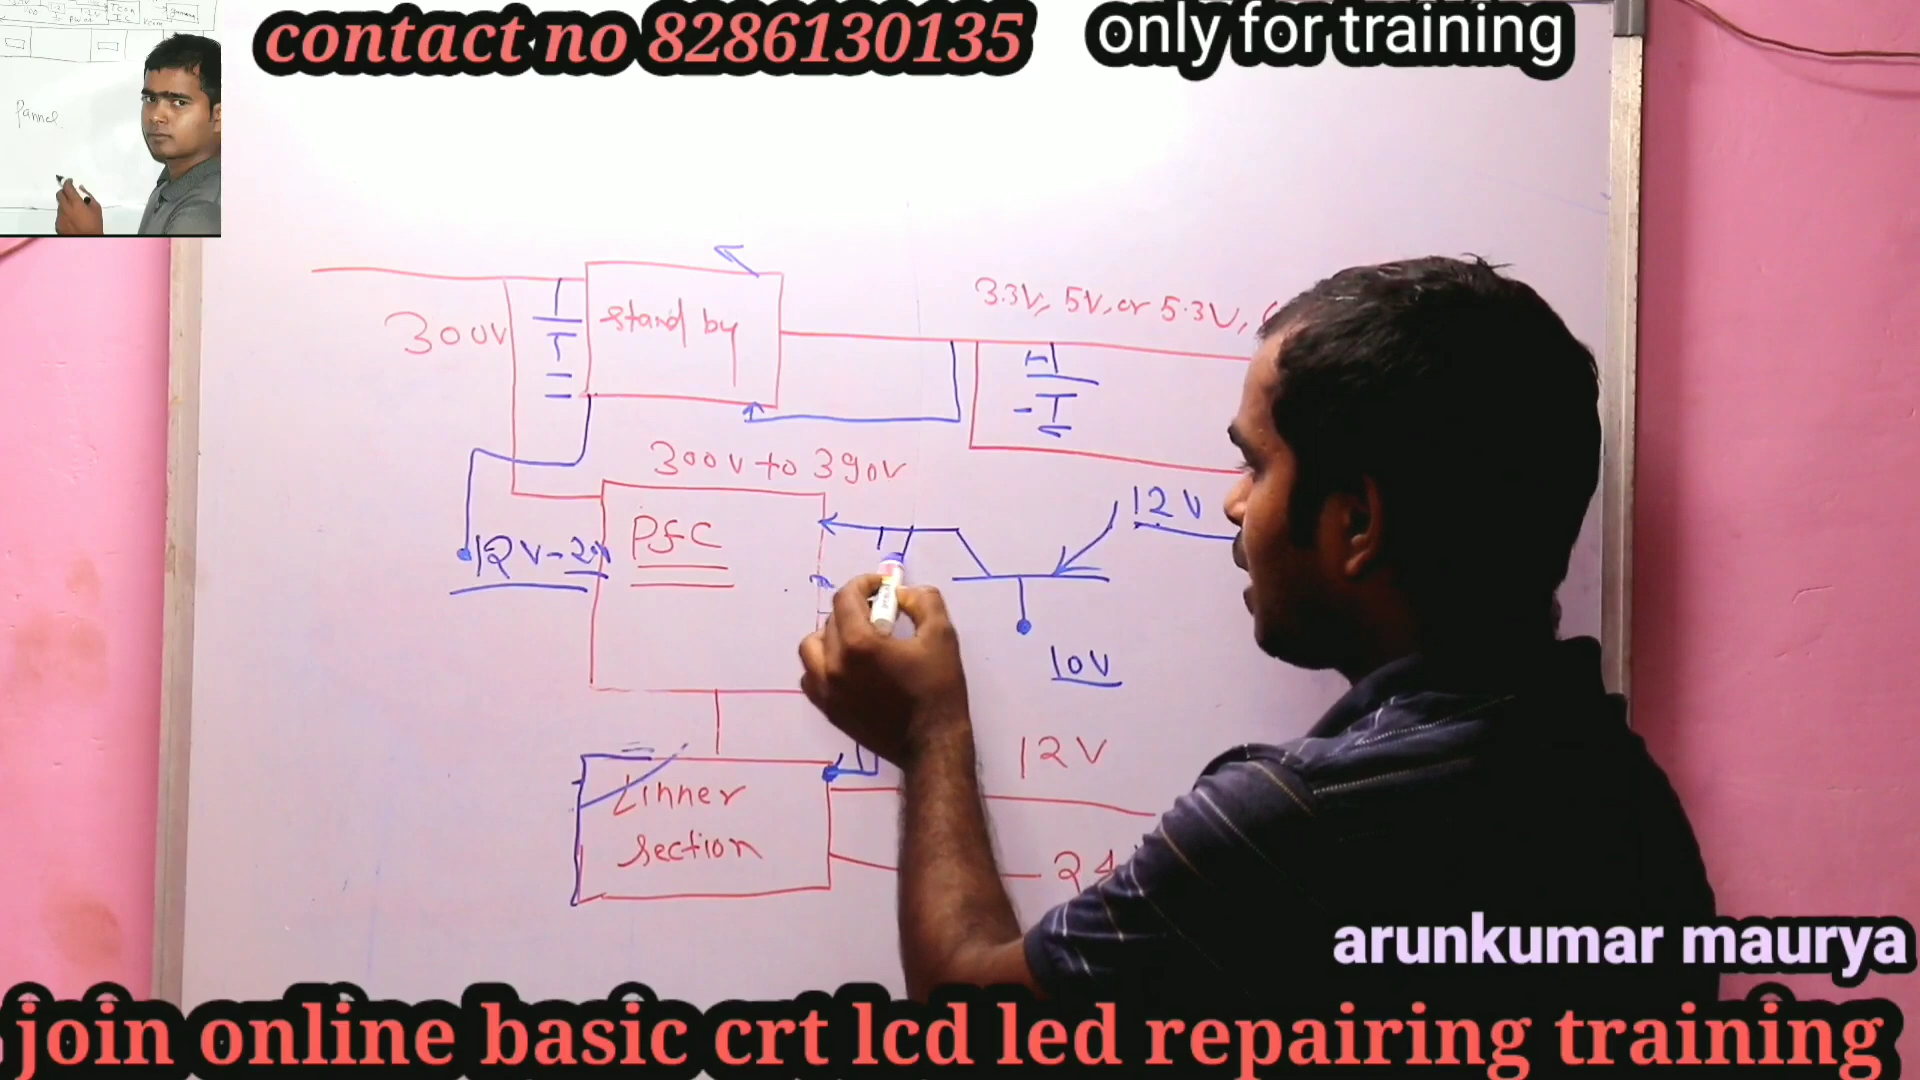 contact no 8286130135
only for training
Pannel
300V
stand by
3.3V, 5V, or 5.3V,
300V to 390V
12V
12V-
PFC
10V
12V
Linner
section
24
arunkumar maurya
join online basic crt lcd led repairing training